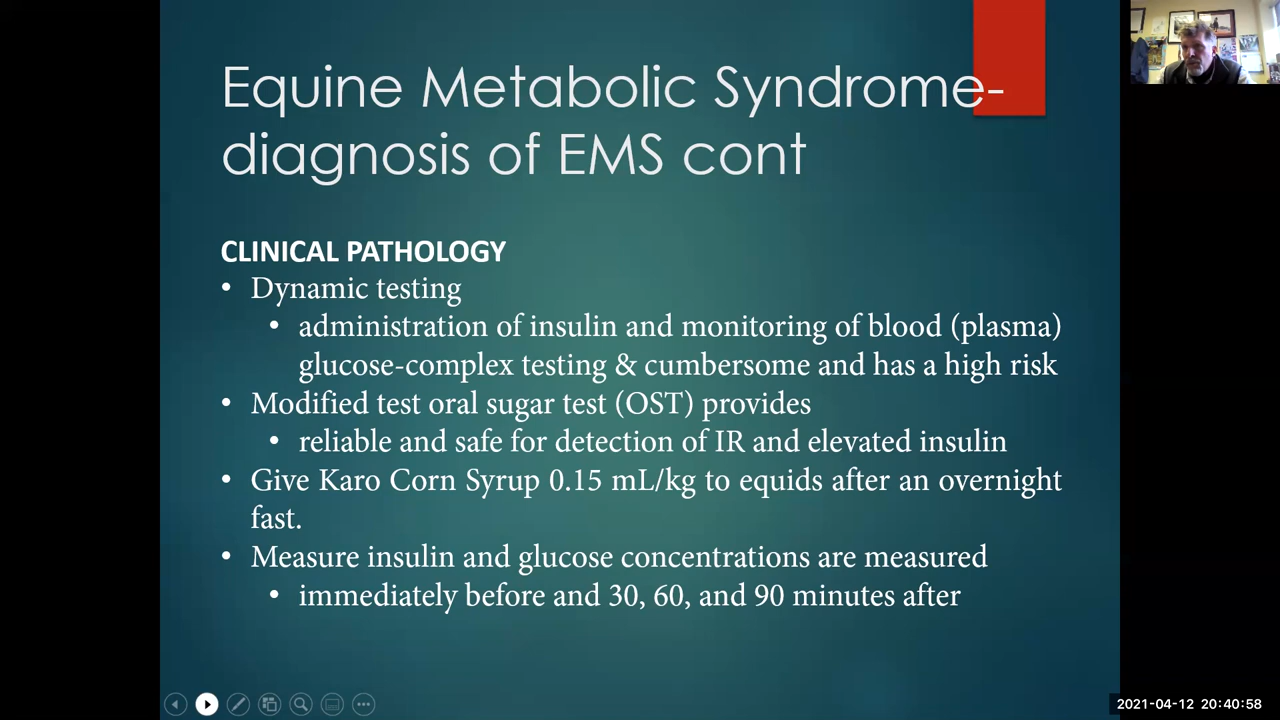 Equine Metabolic Syndrome-
diagnosis of EMS cont
CLINICAL PATHOLOGY
• Dynamic testing
• administration of insulin and monitoring of blood (plasma)
glucose-complex testing & cumbersome and has a high risk
• Modified test oral sugar test (OST) provides
• reliable and safe for detection of IR and elevated insulin
• Give Karo Corn Syrup 0.15 mL/kg to equids after an overnight
fast.
• Measure insulin and glucose concentrations are measured
• immediately before and 30, 60, and 90 minutes after
2021-04-12 20:40:58